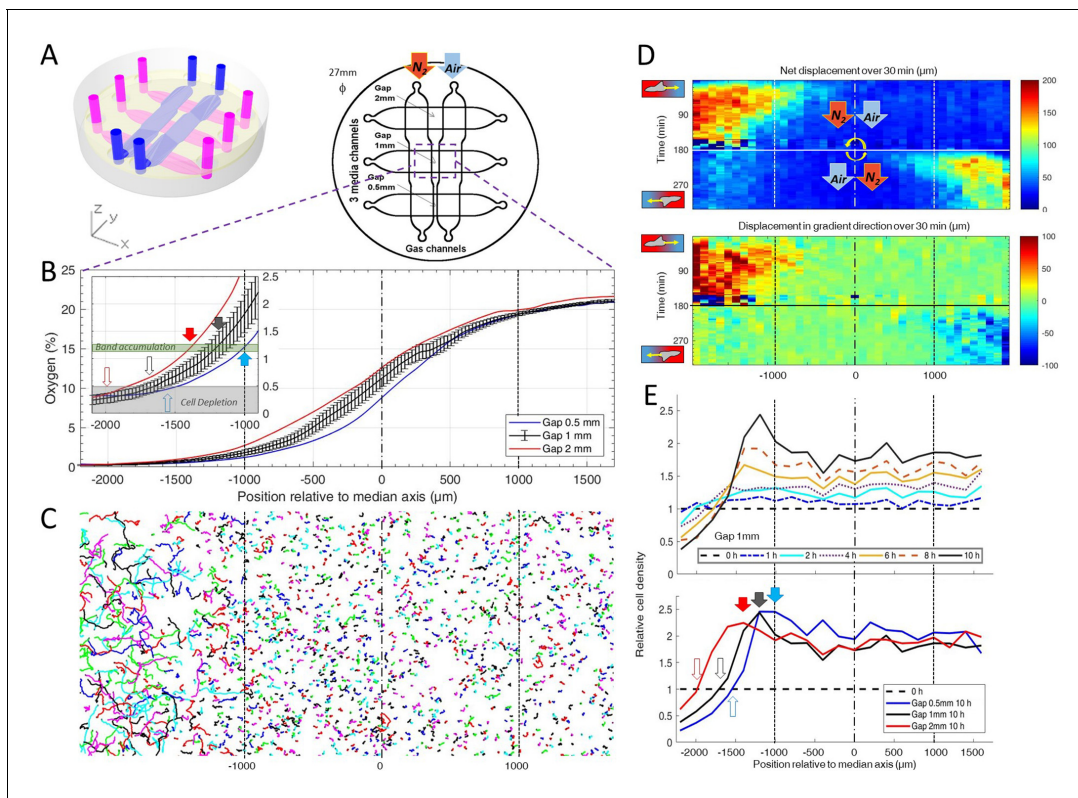 A
z
y
x
27mm
ϕ
N₂
Air
Gap
2mm
Gap
1mm
Gap
0.5mm
3 media channels
Gas channels
B
Oxygen (%)
25
20
15
10
5
0
2.5
2
1.5
1
0.5
0
Band accumulation
Cell Depletion
-2100 -1500 -900
Gap 0.5 mm
Gap 1 mm
Gap 2 mm
-2000 -1500 -1000 -500 0 500 1000 1500
Position relative to median axis (µm)
C
-1000 0 1000
D
Net displacement over 30 min (µm)
Time (min)
90
180
270
N₂
Air
Air
N₂
200
150
100
50
0
Displacement in gradient direction over 30 min (µm)
Time (min)
90
180
270
100
50
0
-50
-100
-1000 0 1000
E
Relative cell density
2.5
2
1.5
1
0.5
0
Gap 1mm
0 h 1 h 2 h 4 h 6 h 8 h 10 h
2.5
2
1.5
1
0.5
0
0 h
Gap 0.5mm 10 h
Gap 1mm 10 h
Gap 2mm 10 h
-2000 1500 -1000 -500 0 500 1000 1500
Position relative to median axis (µm)